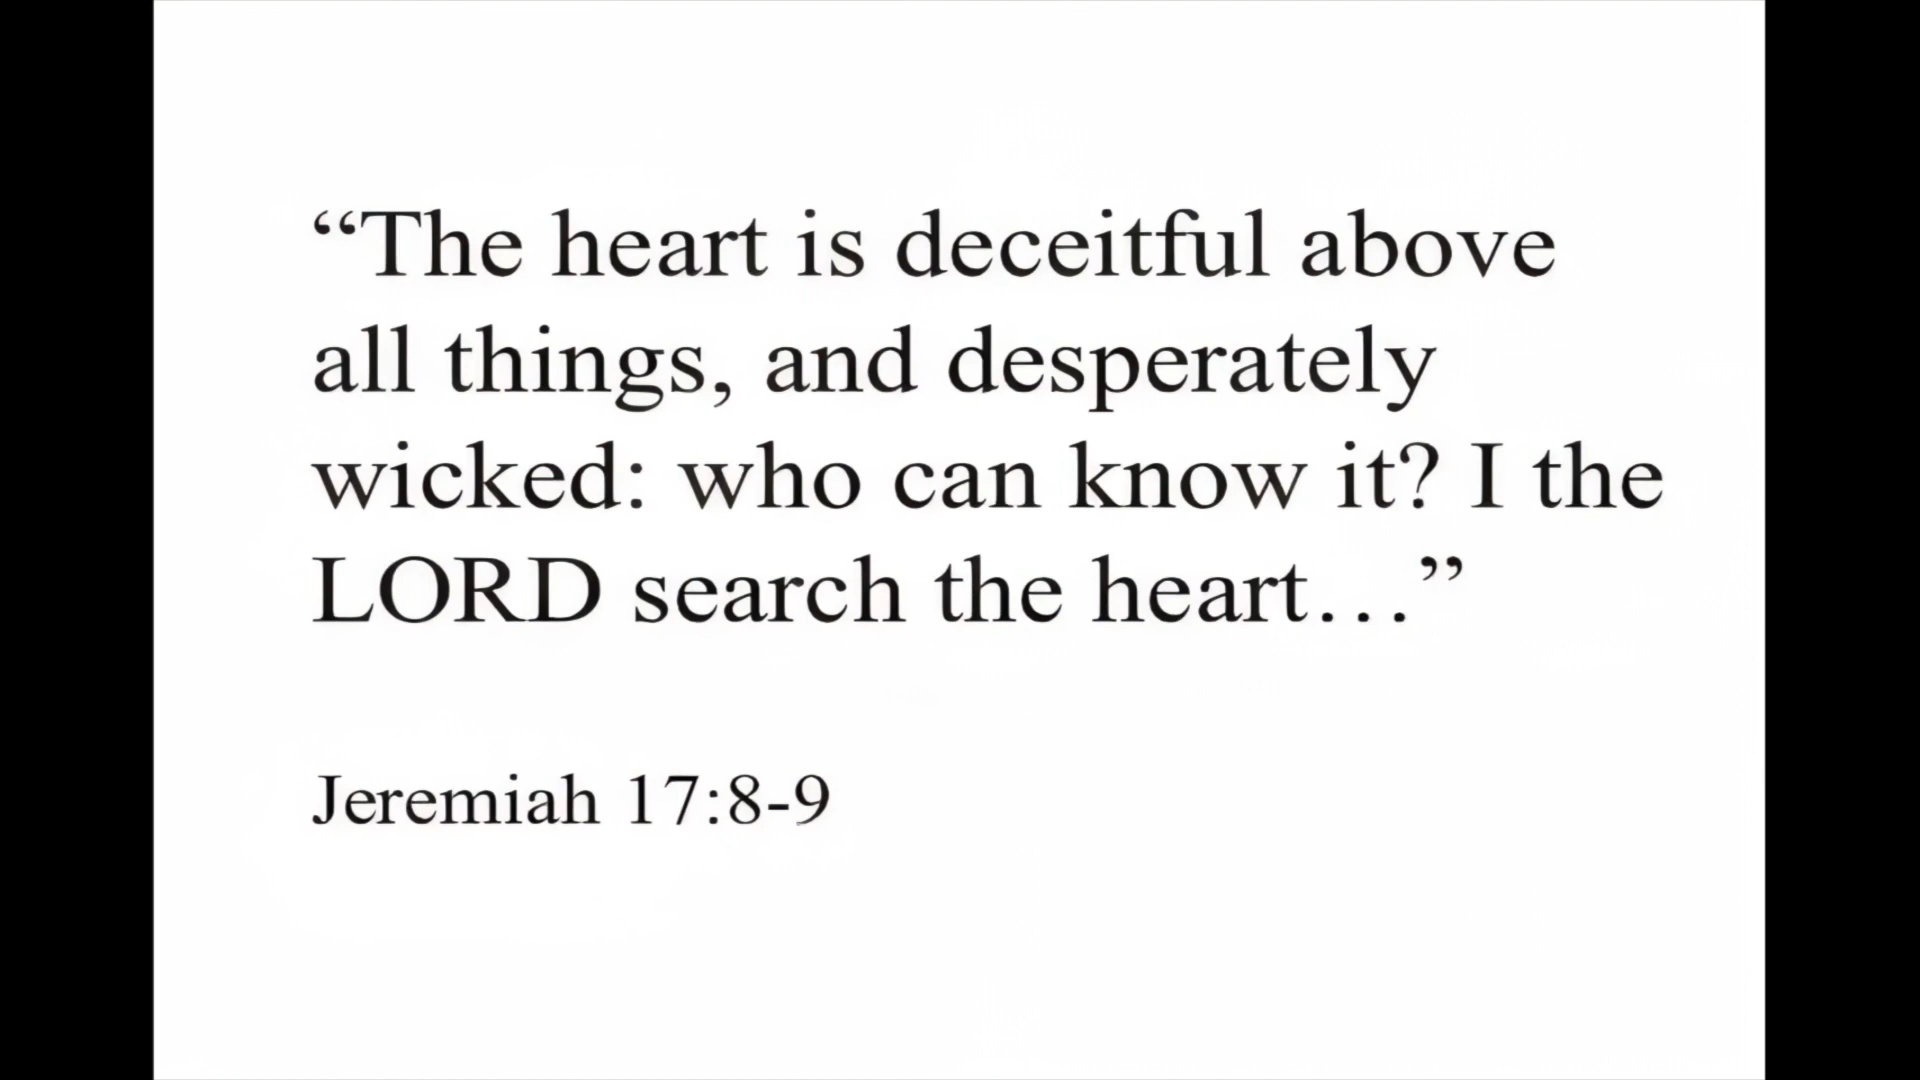 “The heart is deceitful above
all things, and desperately
wicked: who can know it? I the
LORD search the heart…”
Jeremiah 17:8-9